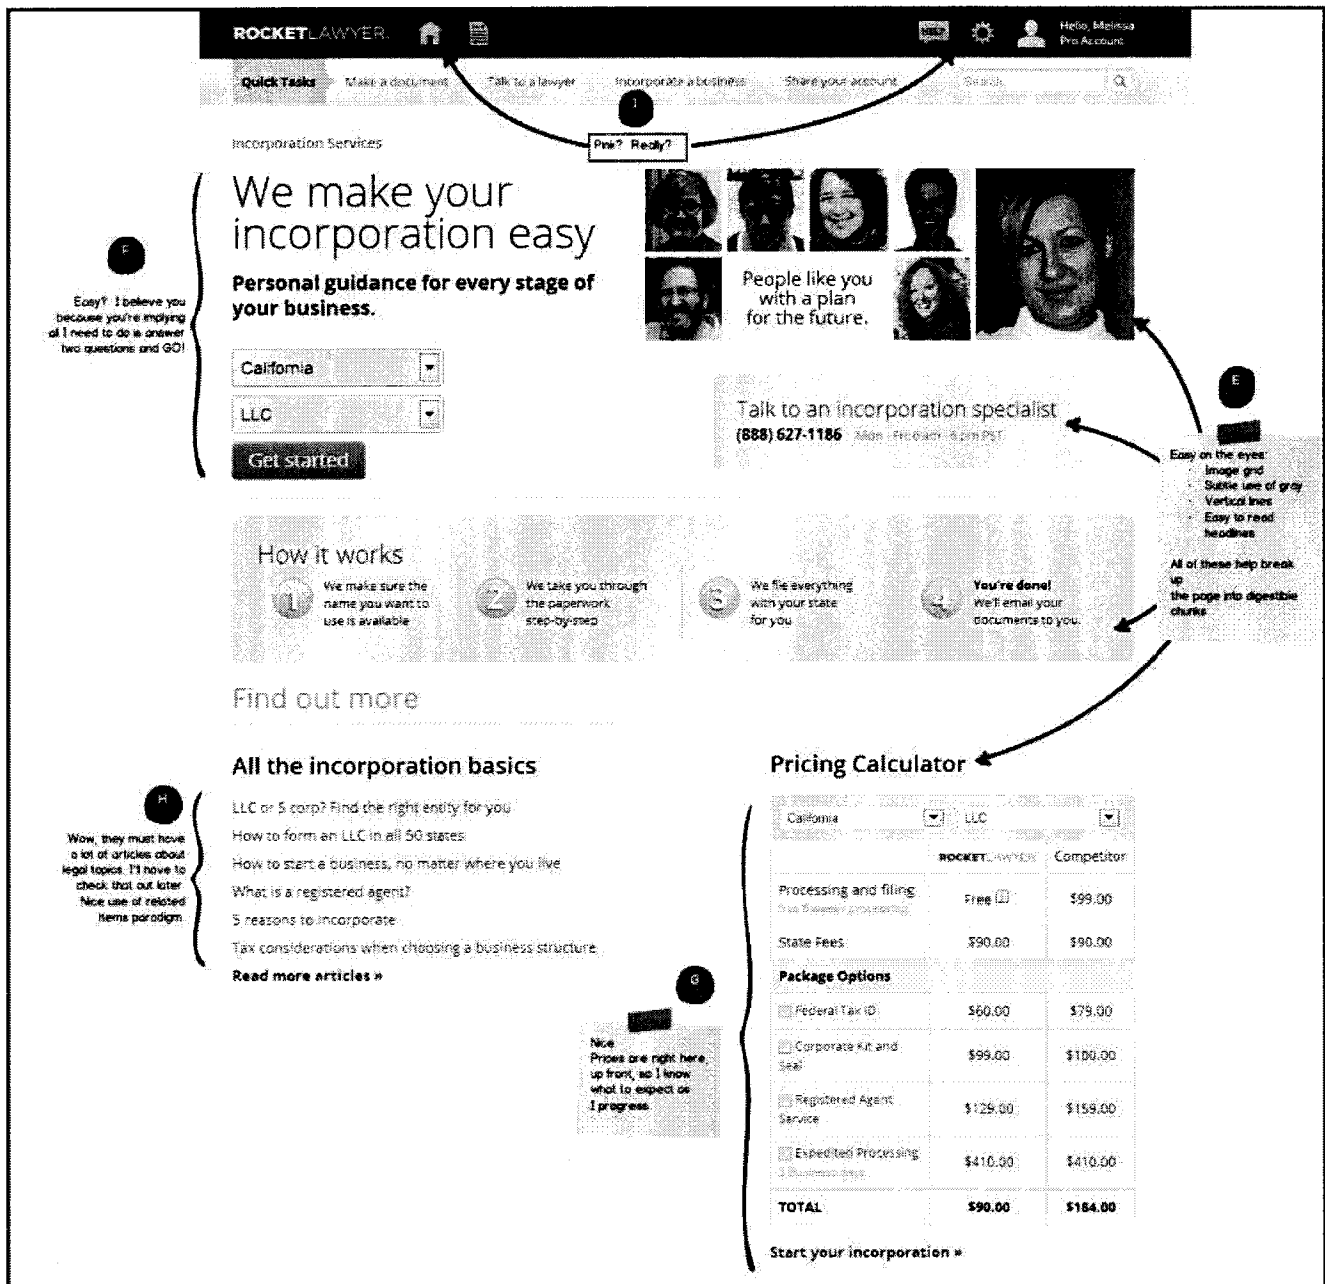 ROCKETLAWYER.
HELP
Hello, Melissa
Pro Account
Quick Tasks
Make a document
Talk to a lawyer
Incorporate a business
Share your account
Search
I
Pink? Really?
Incorporation Services
We make your
incorporation easy
Personal guidance for every stage of
your business.
F
Easy? I believe you
because you're implying
all I need to do is answer
two questions and GO!
California
LLC
Get started
People like you
with a plan
for the future.
Talk to an incorporation specialist
(888) 627-1186
E
Easy on the eyes:
- Image grid
- Subtle use of gray
- Vertical lines
- Easy to read
headlines
All of these help break
up
the page into digestible
chunks
How it works
1
We make sure the
name you want to
use is available
2
We take you through
the paperwork
step-by-step
3
We file everything
with your state
for you
4
You're done!
We'll email your
documents to you.
Find out more
All the incorporation basics
LLC or S corp? Find the right entity for you
How to form an LLC in all 50 states
How to start a business, no matter where you live
What is a registered agent?
5 reasons to incorporate
Tax considerations when choosing a business structure
Read more articles »
H
Wow, they must have
a lot of articles about
legal topics. I'll have to
check that out later.
Nice use of related
items paradigm.
G
Nice
Prices are right here,
up front, so I know
what to expect as
I progress.
Pricing Calculator
California
LLC
ROCKETLAWYER
Competitor
Processing and filing
Free
$99.00
State Fees
$90.00
$90.00
Package Options
Federal Tax ID
$60.00
$79.00
Corporate Kit and
Seal
$99.00
$100.00
Registered Agent
Service
$129.00
$159.00
Expedited Processing
$410.00
$410.00
TOTAL
$90.00
$184.00
Start your incorporation »